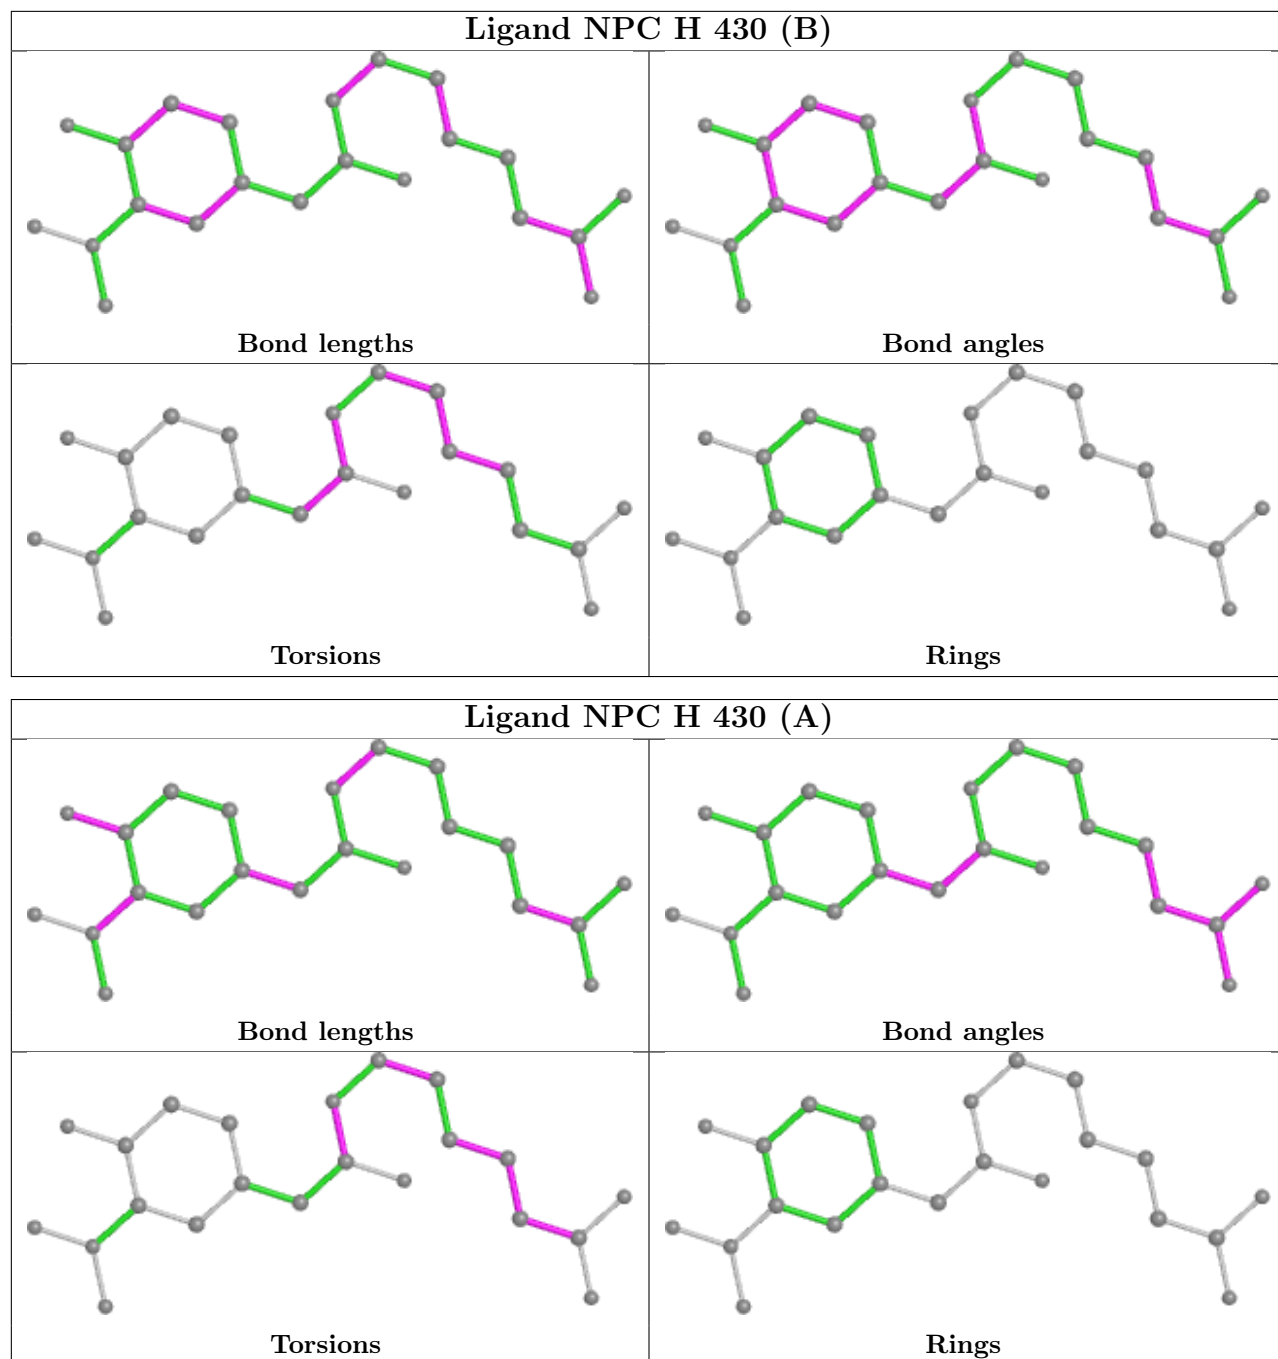 Ligand NPC H 430 (B)
Bond lengths
Bond angles
Torsions
Rings
Ligand NPC H 430 (A)
Bond lengths
Bond angles
Torsions
Rings